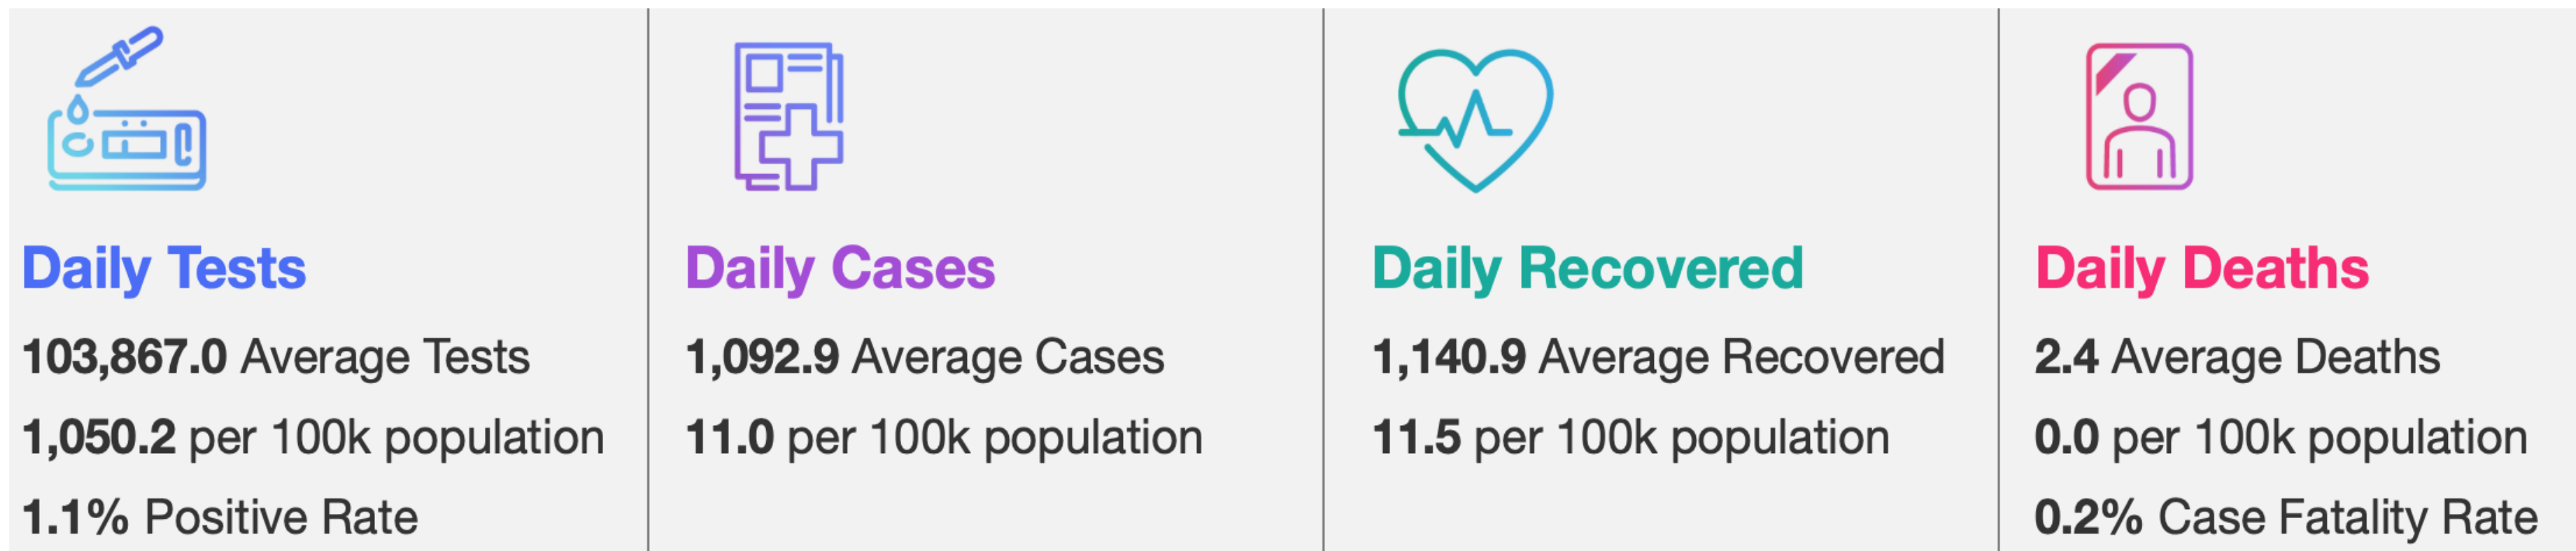 Daily Tests
103,867.0 Average Tests
1,050.2 per 100k population
1.1% Positive Rate
Daily Cases
1,092.9 Average Cases
11.0 per 100k population
Daily Recovered
1,140.9 Average Recovered
11.5 per 100k population
Daily Deaths
2.4 Average Deaths
0.0 per 100k population
0.2% Case Fatality Rate